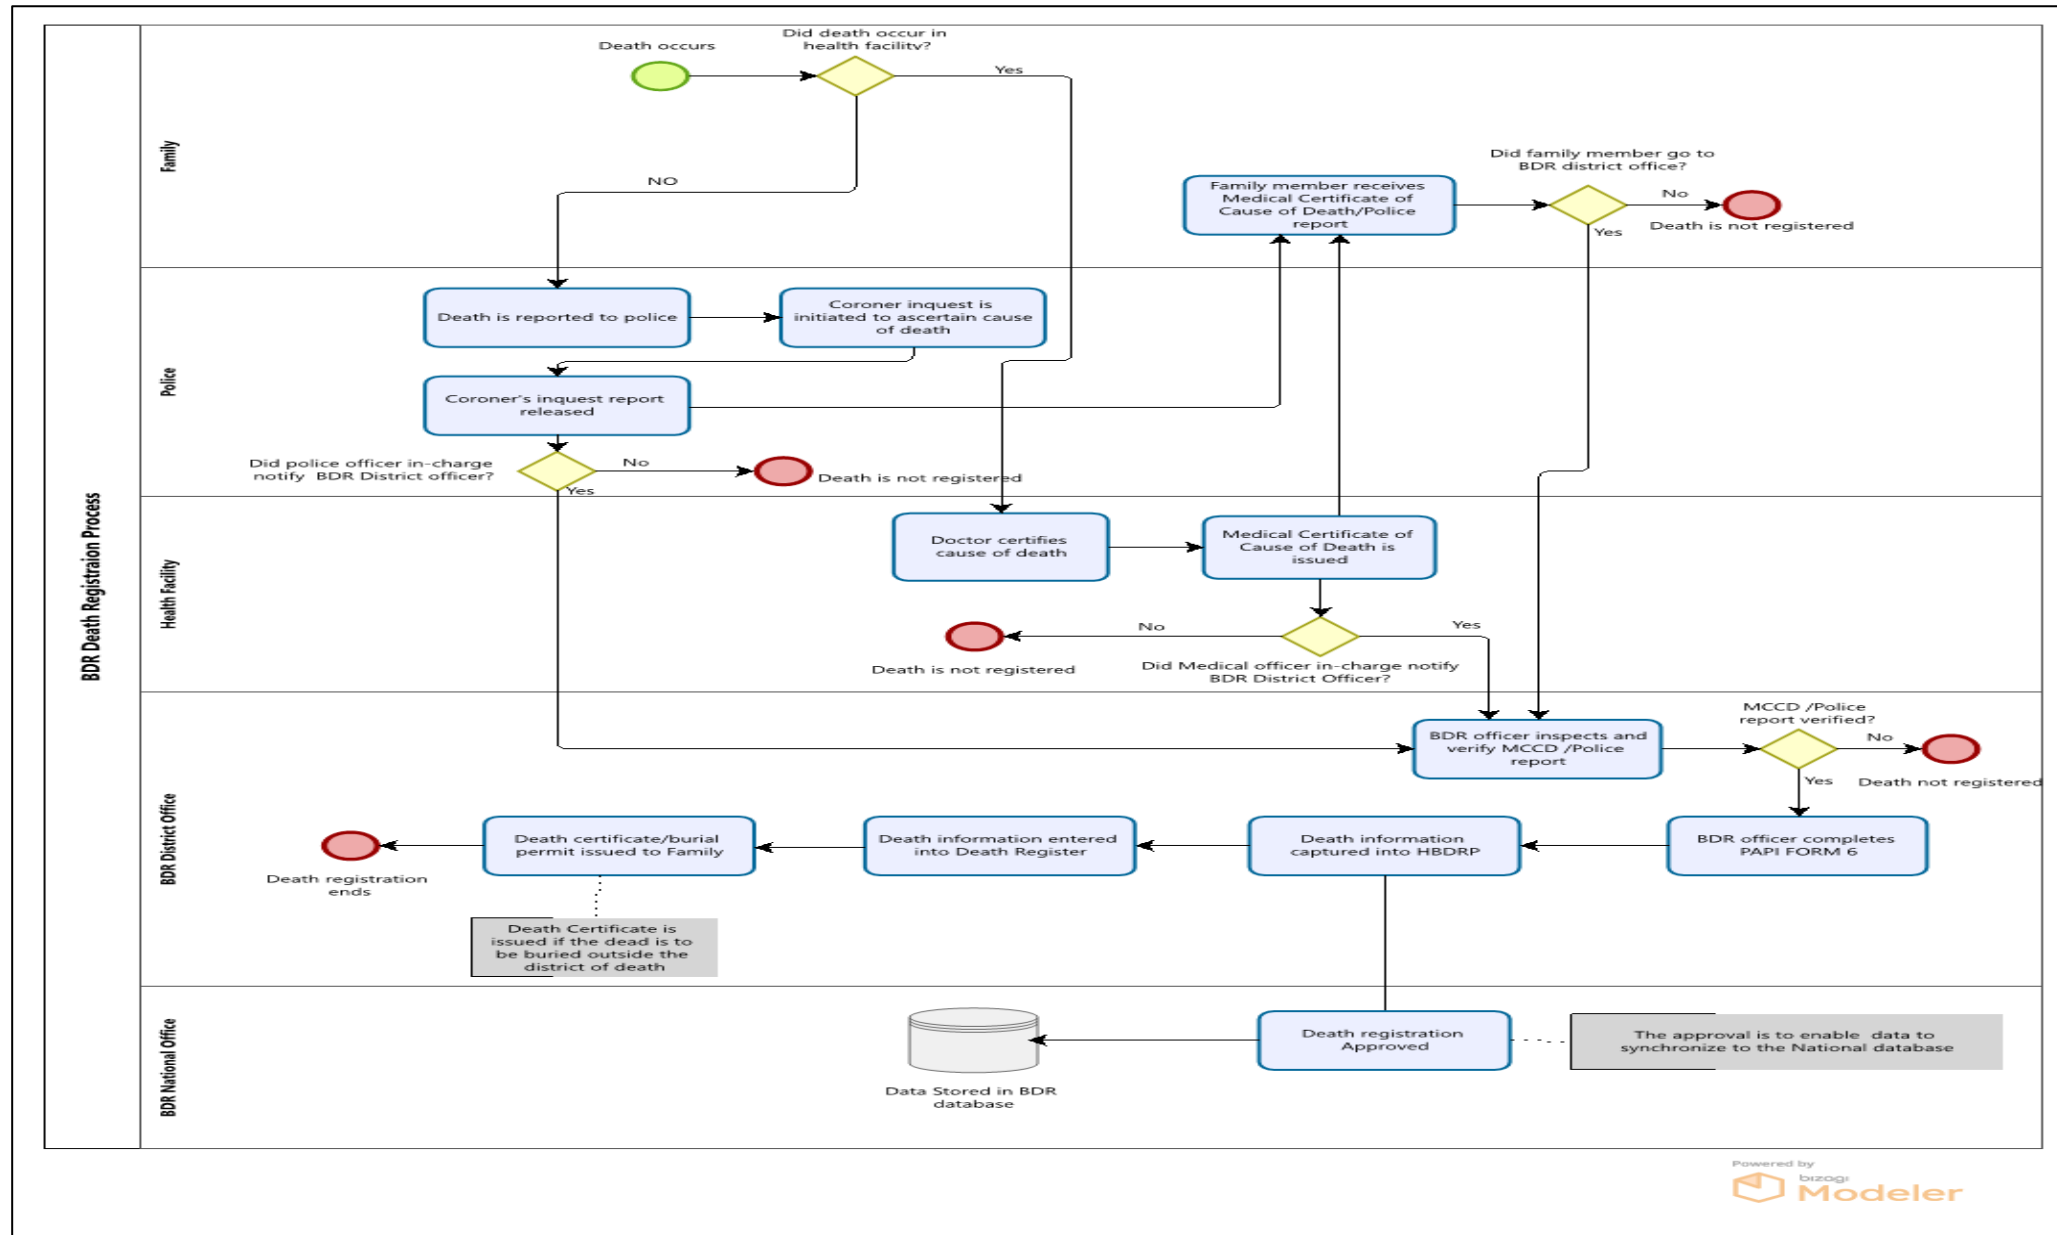 Death occurs
Did death occur in
health facility?
Yes
NO
Family
Did family member go to
BDR district office?
Family member receives
Medical Certificate of
Cause of Death/Police
report
No
Yes
Death is not registered
BDR Death Registraion Process
Police
Death is reported to police
Coroner inquest is
initiated to ascertain cause
of death
Coroner's inquest report
released
Did police officer in-charge
notify BDR District officer?
No
Yes
Death is not registered
Health Facility
Doctor certifies
cause of death
Medical Certificate of
Cause of Death is
issued
No
Yes
Death is not registered
Did Medical officer in-charge notify
BDR District Officer?
BDR District Office
BDR officer inspects and
verify MCCD /Police
report
MCCD /Police
report verified?
No
Yes
Death not registered
Death registration
ends
Death certificate/burial
permit issued to Family
Death information entered
into Death Register
Death information
captured into HBDRP
BDR officer completes
PAPI FORM 6
Death Certificate is
issued if the dead is to
be buried outside the
district of death
BDR National Office
Data Stored in BDR
database
Death registration
Approved
The approval is to enable data to
synchronize to the National database
Powered by
bizagi
Modeler